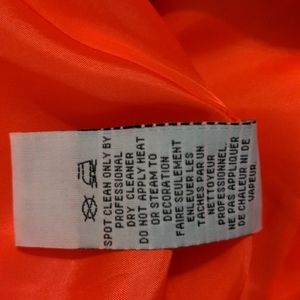 SPOT CLEAN ONLY BY
PROFESSIONAL
DRY CLEANER
DO NOT APPLY HEAT
OR STEAM TO
DECORATION
FAIRE SEULEMENT
ENLEVER LES
TACHES PAR UN
NETTOYEUR
PROFESSIONNEL.
NE PAS APPLIQUER
DE CHALEUR NI DE
VAPEUR.